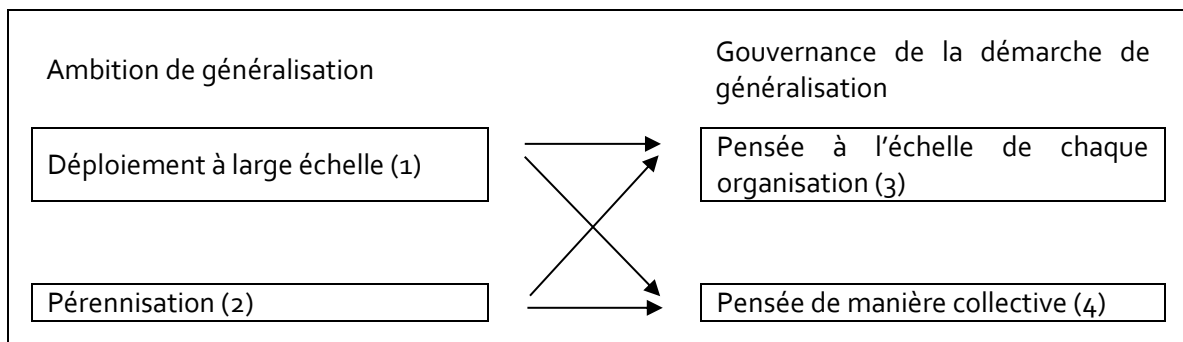 Ambition de généralisation
Gouvernance de la démarche de
généralisation
Déploiement à large échelle (1)
Pensée à l'échelle de chaque
organisation (3)
Pérennisation (2)
Pensée de manière collective (4)